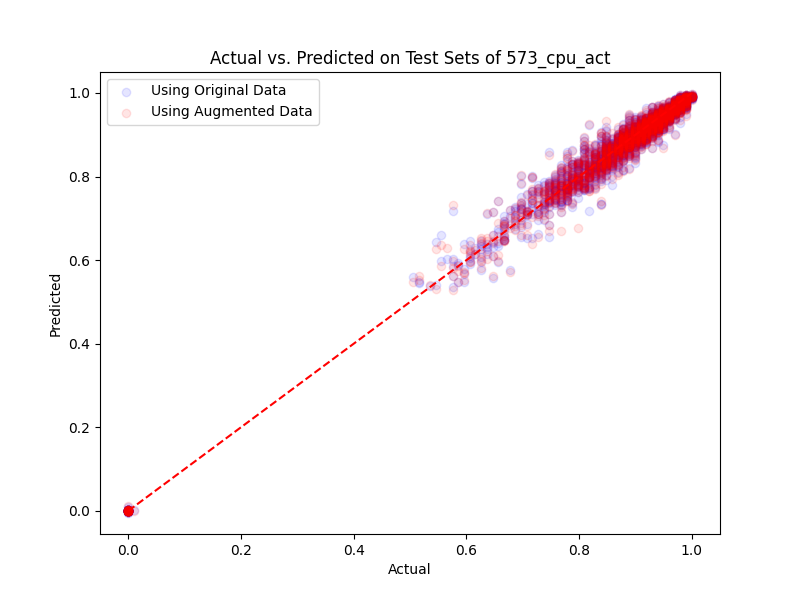 Actual vs. Predicted on Test Sets of 573_cpu_act
Using Original Data
Using Augmented Data
1.0
0.8
0.6
0.4
0.2
0.0
Predicted
0.0 0.2 0.4 0.6 0.8 1.0
Actual